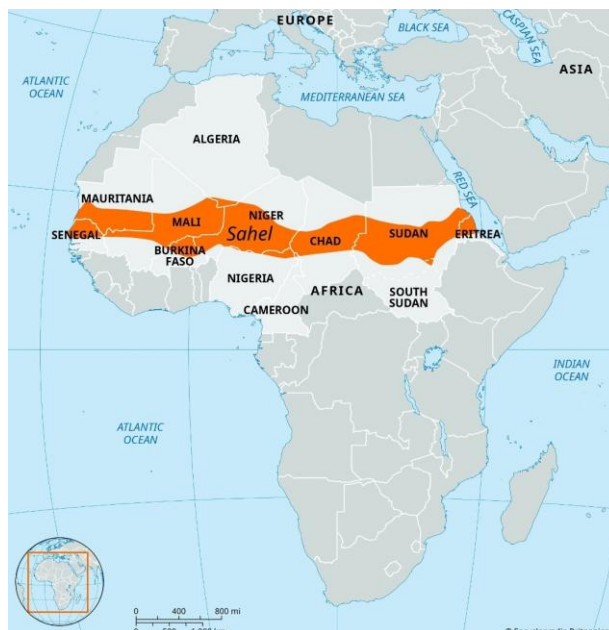 EUROPE
BLACK SEA
CASPIAN SEA
ASIA
ATLANTIC
OCEAN
MEDITERRANEAN SEA
ALGERIA
RED SEA
MAURITANIA
MALI
NIGER
Sahel
CHAD
SUDAN
ERITREA
SENEGAL
BURKINA
FASO
NIGERIA
AFRICA
SOUTH
SUDAN
CAMEROON
INDIAN
OCEAN
ATLANTIC
OCEAN
0 400 800 mi